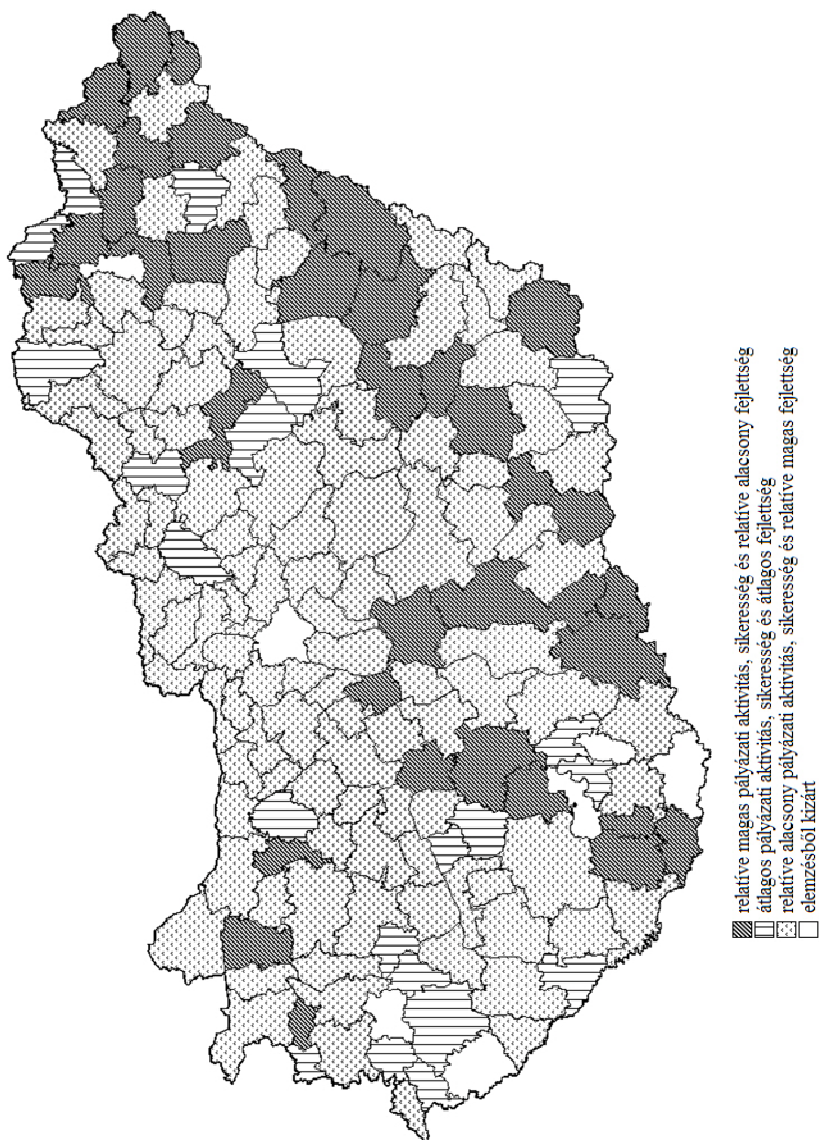 relatíve magas pályázati aktivitás, sikeresség és relatíve alacsony fejlettség
átlagos pályázati aktivitás, sikeresség és átlagos fejlettség
relatíve alacsony pályázati aktivitás, sikeresség és relatíve magas fejlettség
elemzésből kizárt